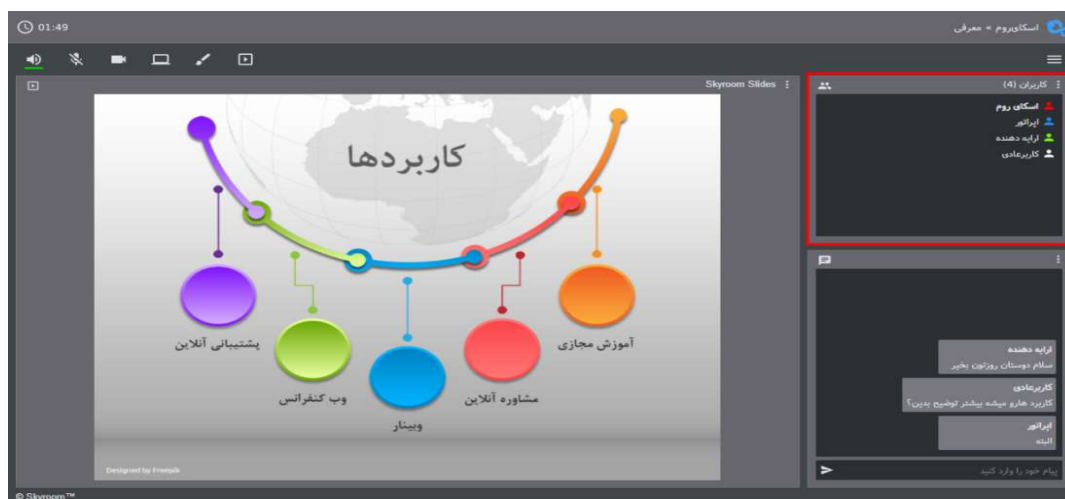 01:49
اسکای‌روم » معرفی
Skyroom Slides
کاربردها
آموزش مجازی
مشاوره آنلاین
وبینار
وب کنفرانس
پشتیبانی آنلاین
Designed by Freepik
کاربران (4)
اسکای روم
اپراتور
ارایه دهنده
کاربرعادی
ارایه دهنده
سلام دوستان روزتون بخیر
کاربرعادی
کاربرد هارو میشه بیشتر توضیح بدین؟
اپراتور
البته
پیام خود را وارد کنید
© Skyroom™